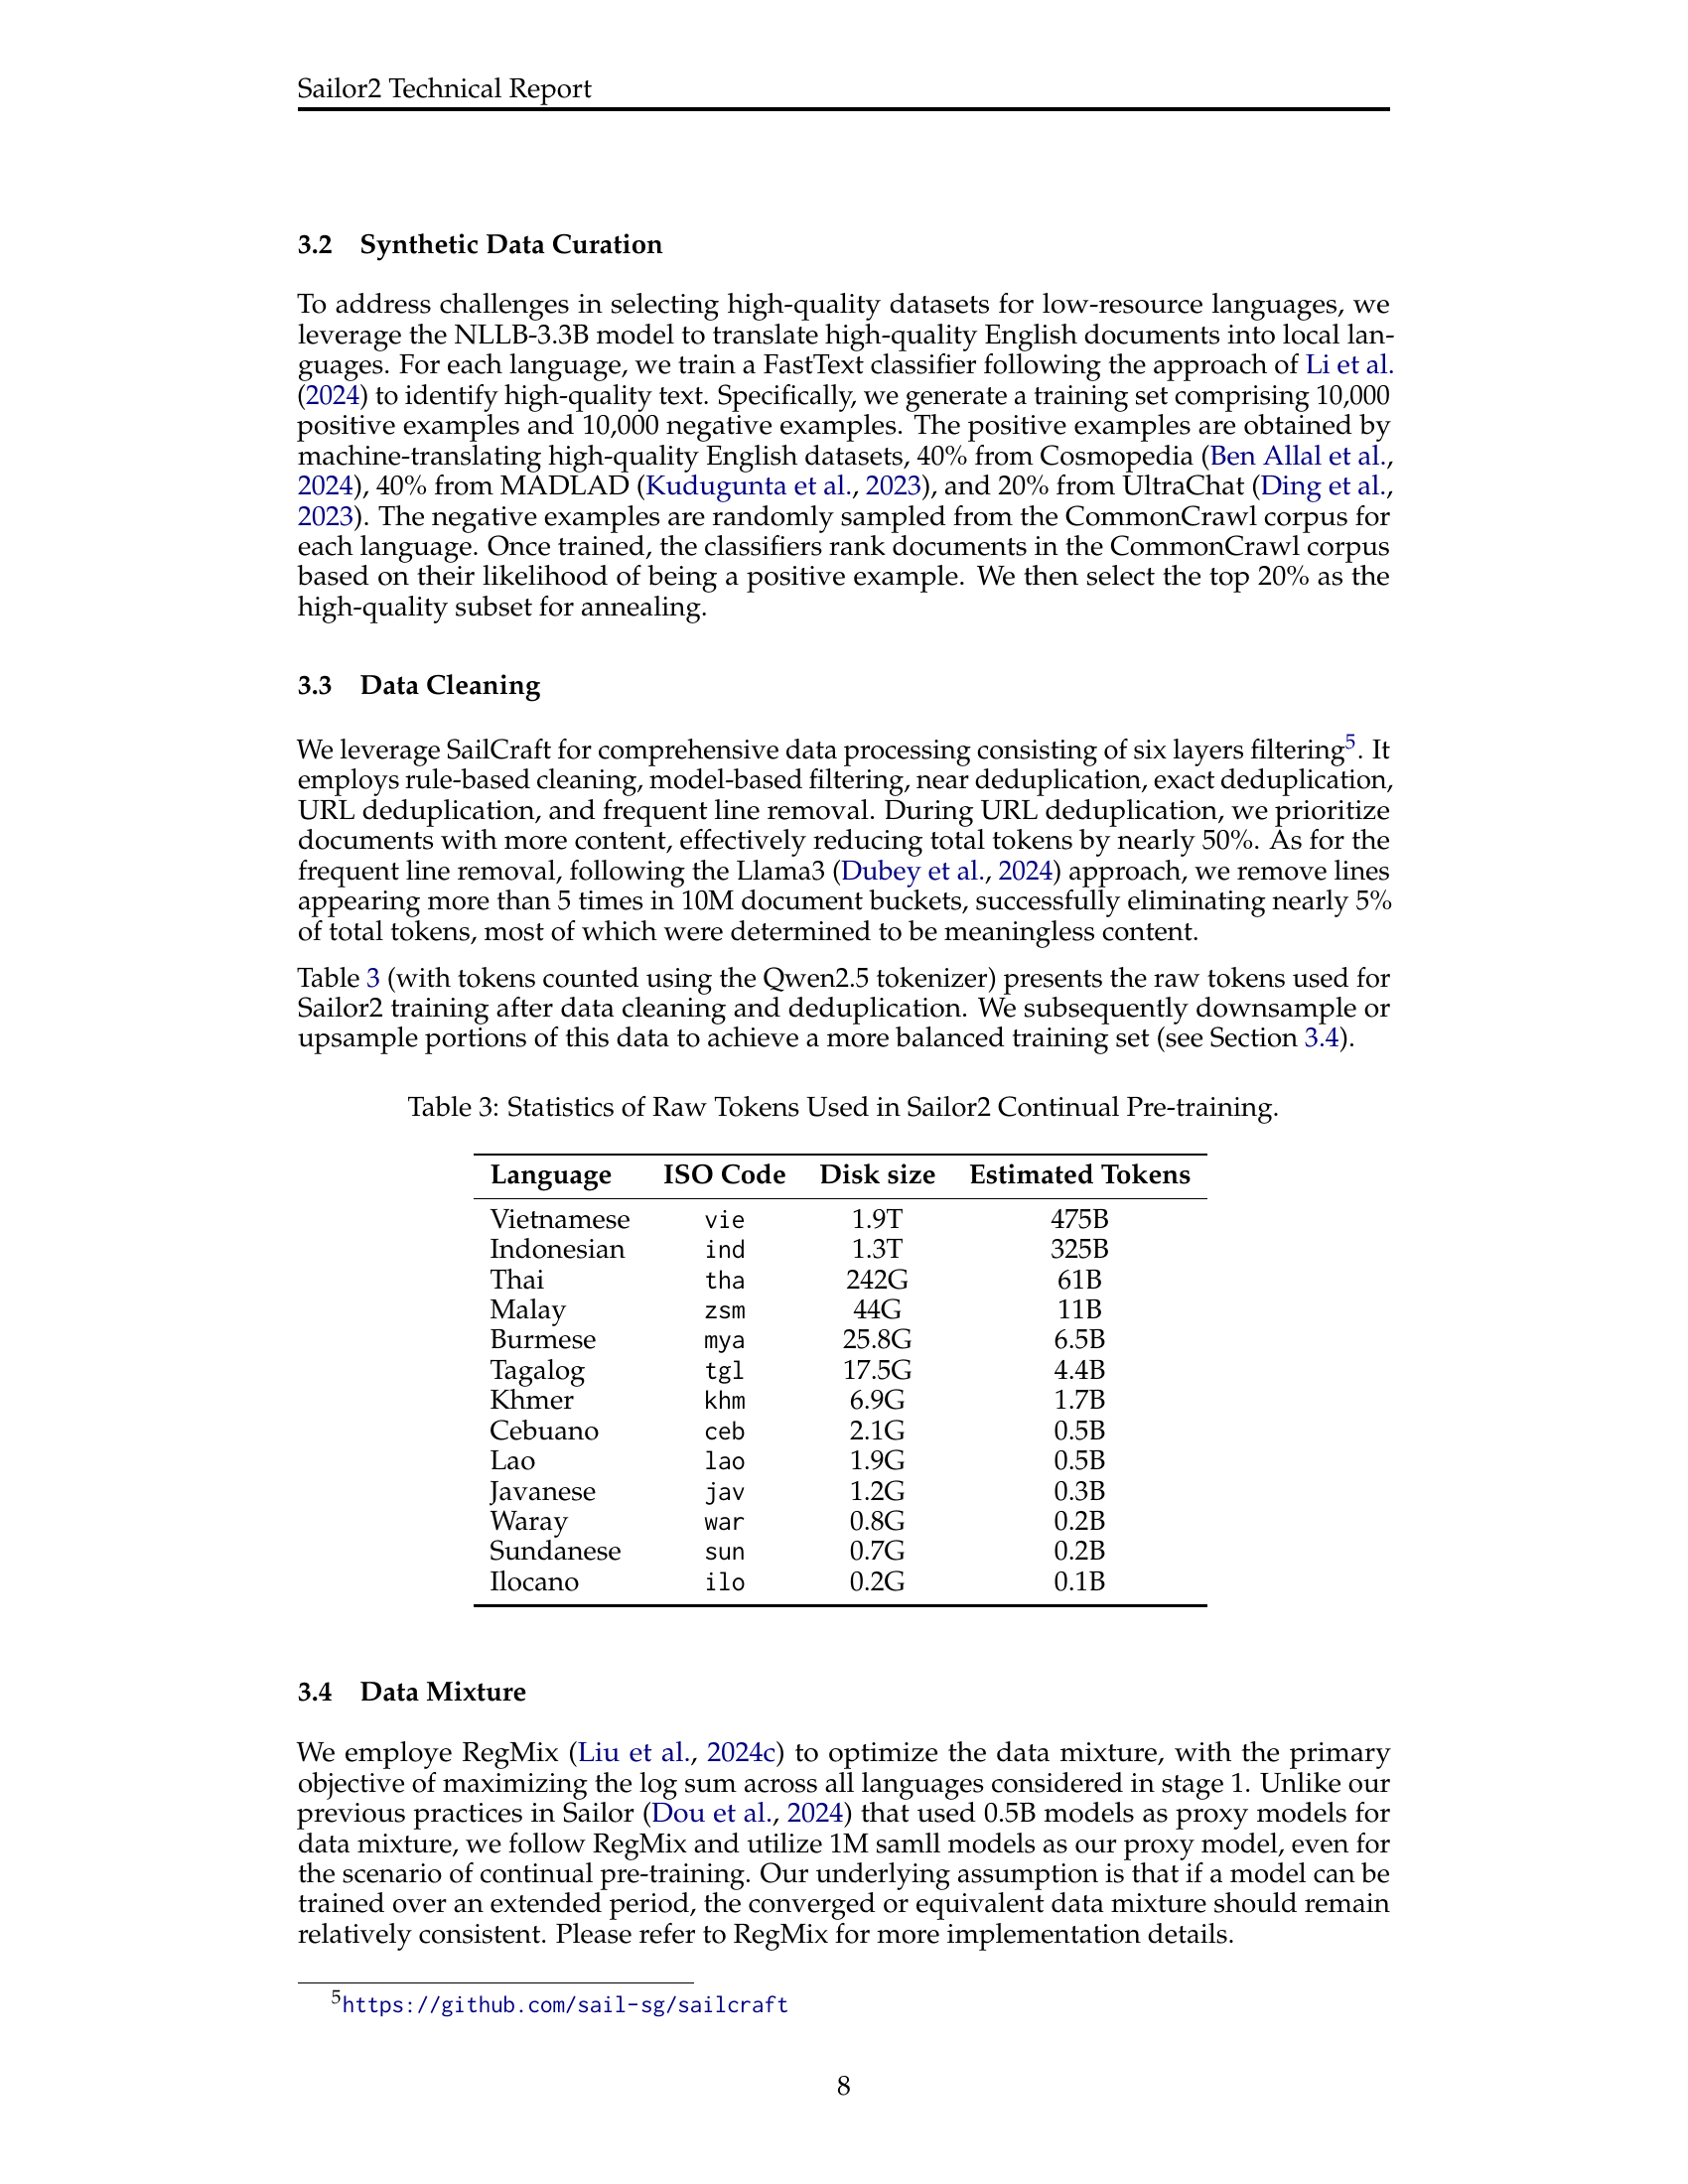 Sailor2 Technical Report
3.2 Synthetic Data Curation
To address challenges in selecting high-quality datasets for low-resource languages, we
leverage the NLLB-3.3B model to translate high-quality English documents into local lan-
guages. For each language, we train a FastText classifier following the approach of Li et al.
(2024) to identify high-quality text. Specifically, we generate a training set comprising 10,000
positive examples and 10,000 negative examples. The positive examples are obtained by
machine-translating high-quality English datasets, 40% from Cosmopedia (Ben Allal et al.,
2024), 40% from MADLAD (Kudugunta et al., 2023), and 20% from UltraChat (Ding et al.,
2023). The negative examples are randomly sampled from the CommonCrawl corpus for
each language. Once trained, the classifiers rank documents in the CommonCrawl corpus
based on their likelihood of being a positive example. We then select the top 20% as the
high-quality subset for annealing.
3.3 Data Cleaning
We leverage SailCraft for comprehensive data processing consisting of six layers filtering5. It
employs rule-based cleaning, model-based filtering, near deduplication, exact deduplication,
URL deduplication, and frequent line removal. During URL deduplication, we prioritize
documents with more content, effectively reducing total tokens by nearly 50%. As for the
frequent line removal, following the Llama3 (Dubey et al., 2024) approach, we remove lines
appearing more than 5 times in 10M document buckets, successfully eliminating nearly 5%
of total tokens, most of which were determined to be meaningless content.
Table 3 (with tokens counted using the Qwen2.5 tokenizer) presents the raw tokens used for
Sailor2 training after data cleaning and deduplication. We subsequently downsample or
upsample portions of this data to achieve a more balanced training set (see Section 3.4).
Table 3: Statistics of Raw Tokens Used in Sailor2 Continual Pre-training.
Language ISO Code Disk size Estimated Tokens
Vietnamese vie 1.9T 475B
Indonesian ind 1.3T 325B
Thai tha 242G 61B
Malay zsm 44G 11B
Burmese mya 25.8G 6.5B
Tagalog tgl 17.5G 4.4B
Khmer khm 6.9G 1.7B
Cebuano ceb 2.1G 0.5B
Lao lao 1.9G 0.5B
Javanese jav 1.2G 0.3B
Waray war 0.8G 0.2B
Sundanese sun 0.7G 0.2B
Ilocano ilo 0.2G 0.1B
3.4 Data Mixture
We employe RegMix (Liu et al., 2024c) to optimize the data mixture, with the primary
objective of maximizing the log sum across all languages considered in stage 1. Unlike our
previous practices in Sailor (Dou et al., 2024) that used 0.5B models as proxy models for
data mixture, we follow RegMix and utilize 1M samll models as our proxy model, even for
the scenario of continual pre-training. Our underlying assumption is that if a model can be
trained over an extended period, the converged or equivalent data mixture should remain
relatively consistent. Please refer to RegMix for more implementation details.
5https://github.com/sail-sg/sailcraft
8